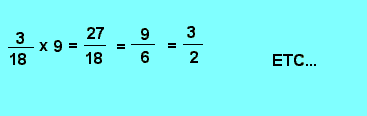 3/18 x 9 = 27/18 = 9/6 = 3/2
ETC...